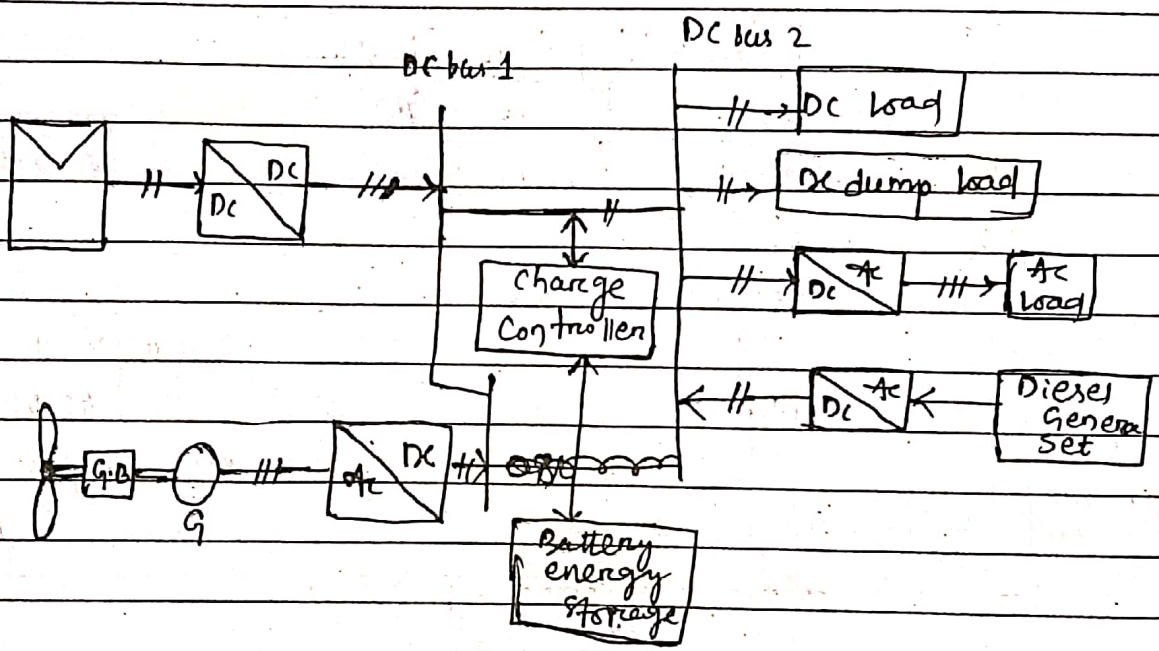 DC bus 2
DC bus 1
DC Load
DC
DC
DC dump load
Charge
Controller
AC
DC
AC
Load
AC
DC
Dieses
Genera
Set
G.B
G
DC
AC
Battery
energy
Storage